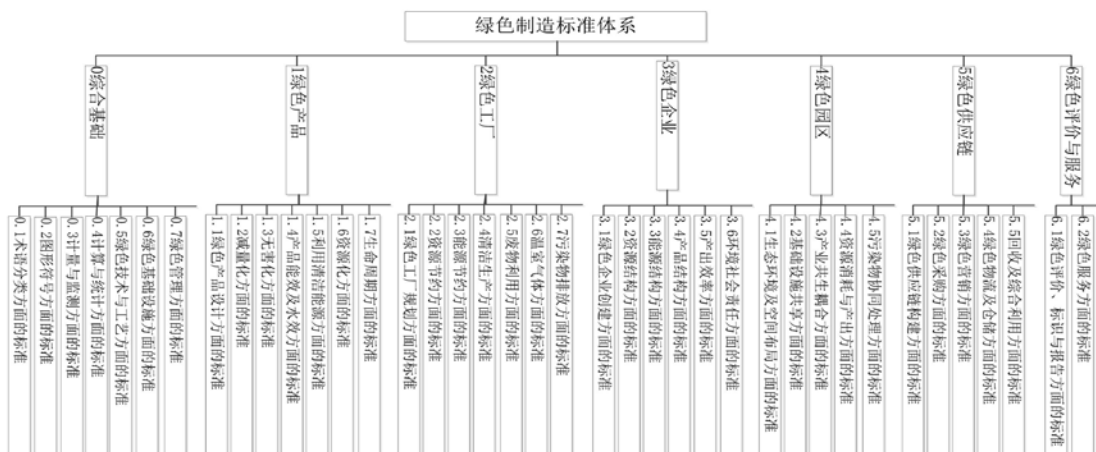 绿色制造标准体系
0综合基础
0.1术语分类方面的标准
0.2图形符号方面的标准
0.3计量与监测方面的标准
0.4计算与统计方面的标准
0.5绿色技术与工艺方面的标准
0.6绿色基础设施方面的标准
0.7绿色管理方面的标准
1绿色产品
1.1绿色产品设计方面的标准
1.2减量化方面的标准
1.3无害化方面的标准
1.4产品能效及水效方面的标准
1.5利用清洁能源方面的标准
1.6资源化方面的标准
1.7生命周期方面的标准
2绿色工厂
2.1绿色工厂规划方面的标准
2.2资源节约方面的标准
2.3能源节约方面的标准
2.4清洁生产方面的标准
2.5废物利用方面的标准
2.6温室气体方面的标准
2.7污染物排放方面的标准
3绿色企业
3.1绿色企业创建方面的标准
3.2资源结构方面的标准
3.3能源结构方面的标准
3.4产品结构方面的标准
3.5产出效率方面的标准
3.6环境社会责任方面的标准
4绿色园区
4.1生态环境及空间布局方面的标准
4.2基础设施共享方面的标准
4.3产业共生耦合方面的标准
4.4资源消耗与产出方面的标准
4.5污染物协同处理方面的标准
5绿色供应链
5.1绿色供应链构建方面的标准
5.2绿色采购方面的标准
5.3绿色营销方面的标准
5.4绿色物流及仓储方面的标准
5.5回收及综合利用方面的标准
6绿色评价与服务
6.1绿色评价、标识与报告方面的标准
6.2绿色服务方面的标准